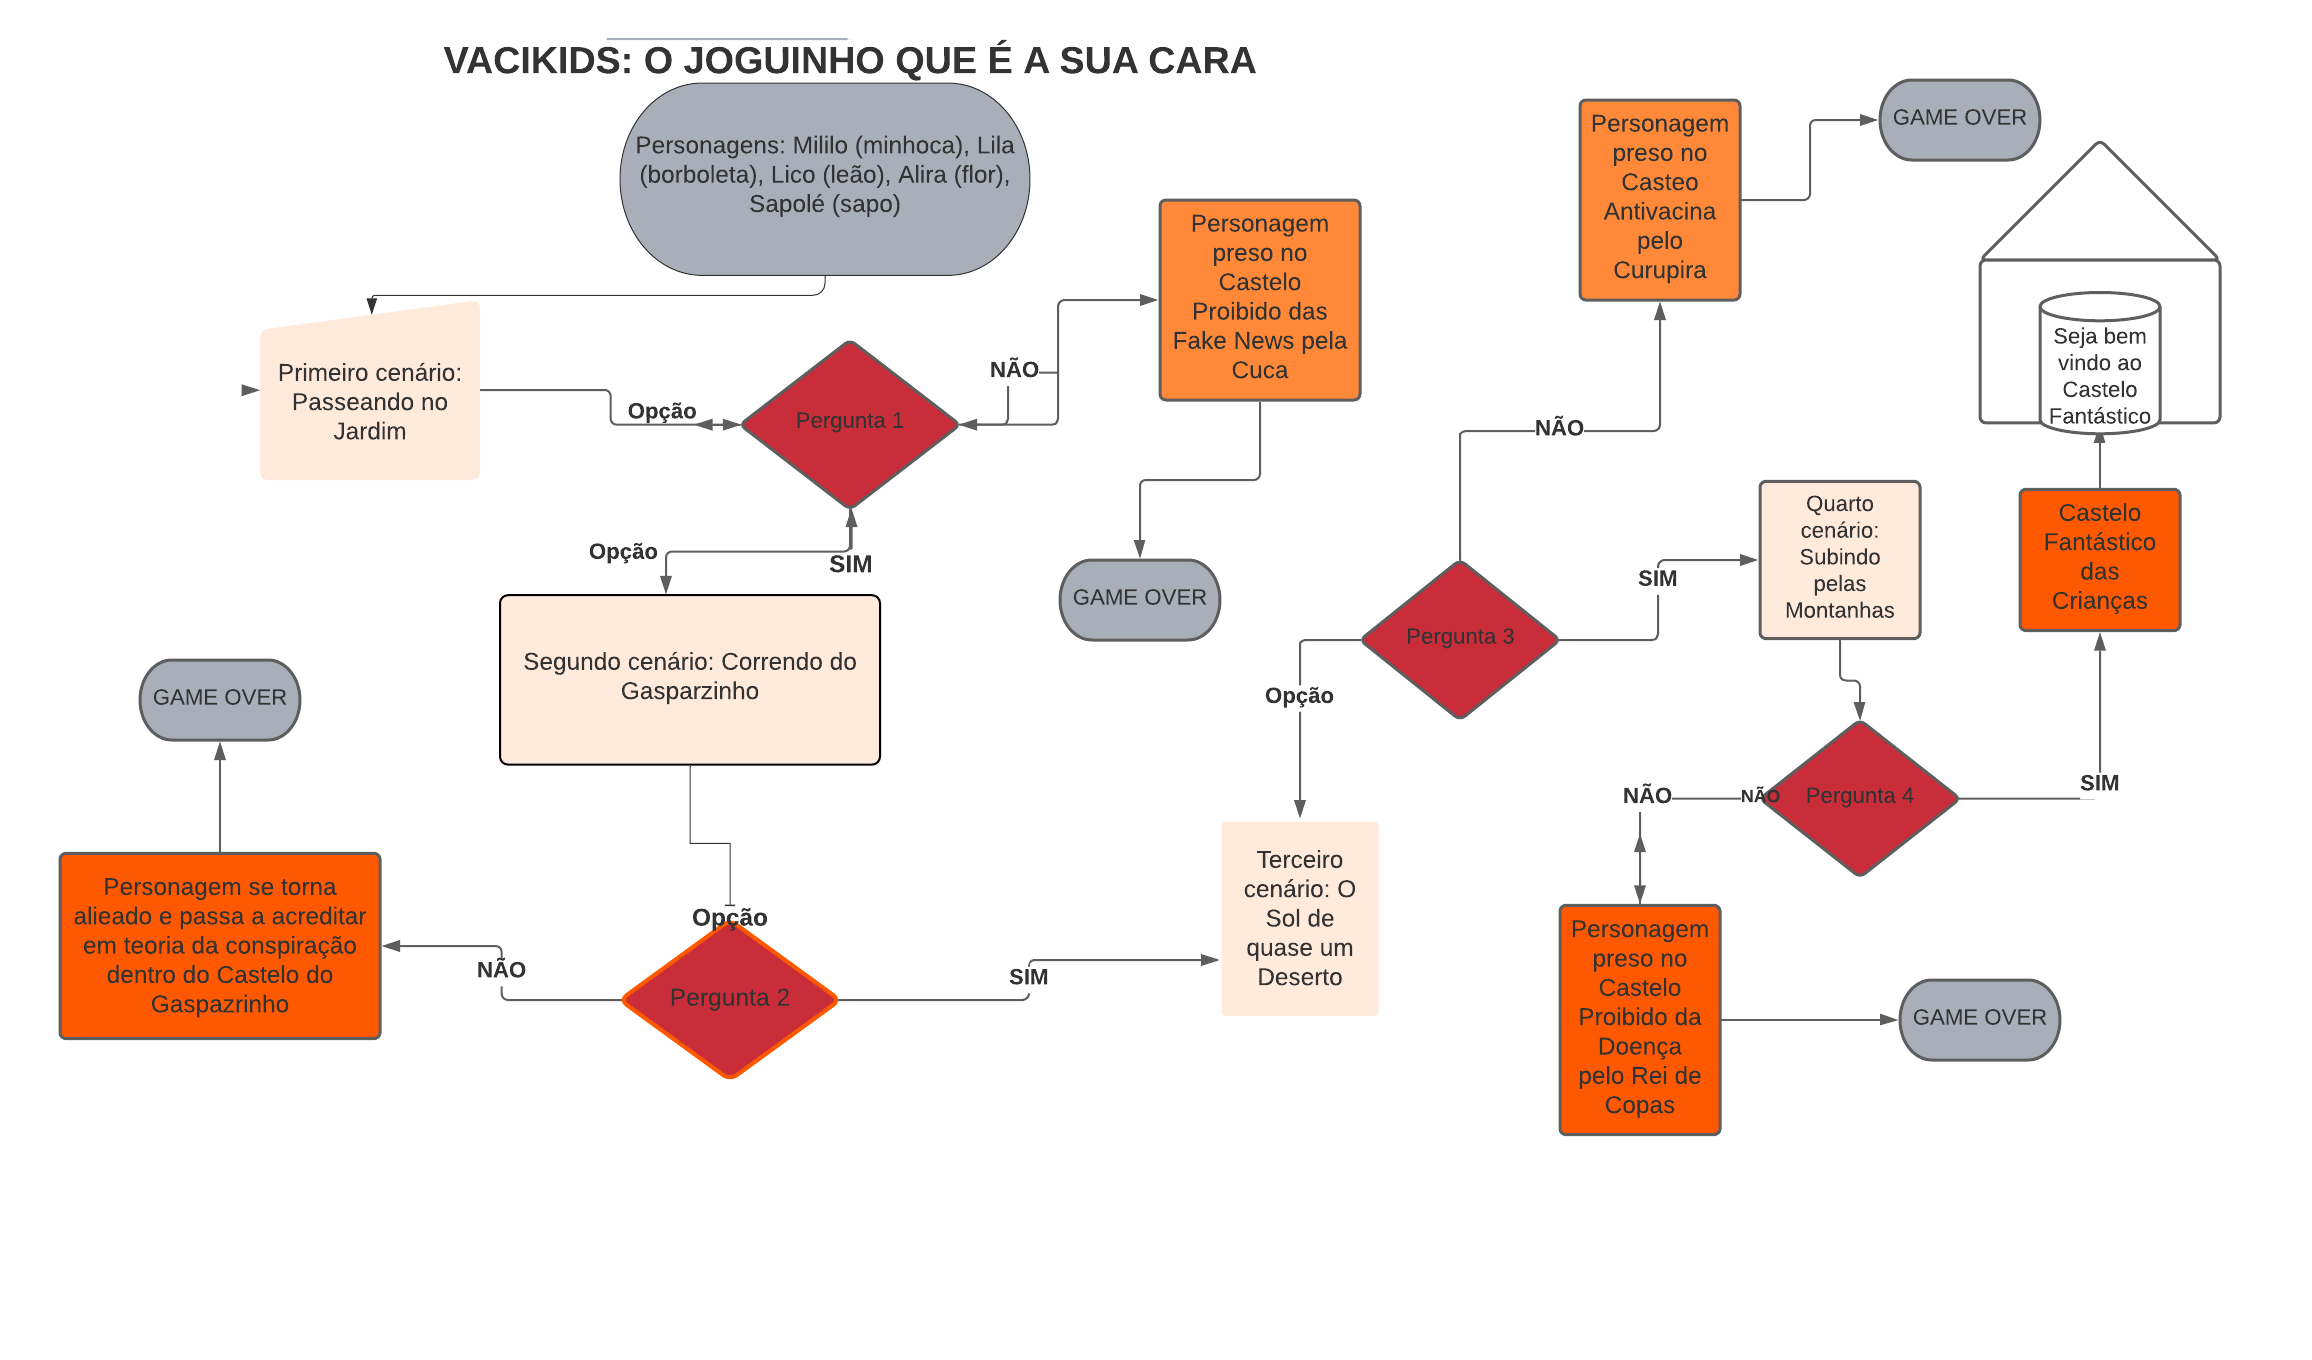 VACIKIDS: O JOGUINHO QUE É A SUA CARA
Personagens: Mililo (minhoca), Lila
(borboleta), Lico (leão), Alira (flor),
Sapolé (sapo)
Primeiro cenário:
Passeando no
Jardim
Opção
Pergunta 1
NÃO
Personagem
preso no
Castelo
Proibido das
Fake News pela
Cuca
GAME OVER
Opção
SIM
Segundo cenário: Correndo do
Gasparzinho
Opção
Pergunta 2
NÃO
Personagem se torna
alieado e passa a acreditar
em teoria da conspiração
dentro do Castelo do
Gaspazrinho
GAME OVER
SIM
Terceiro
cenário: O
Sol de
quase um
Deserto
Opção
Pergunta 3
NÃO
Personagem
preso no
Casteo
Antivacina
pelo
Curupira
GAME OVER
SIM
Quarto
cenário:
Subindo
pelas
Montanhas
Pergunta 4
NÃO
NÃO
Personagem
preso no
Castelo
Proibido da
Doença
pelo Rei de
Copas
GAME OVER
SIM
Castelo
Fantástico
das
Crianças
Seja bem
vindo ao
Castelo
Fantástico